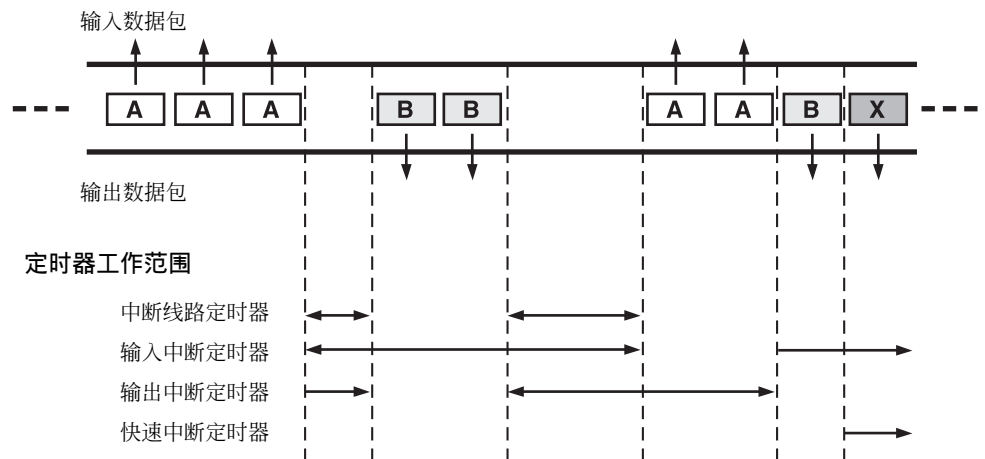 输入数据包
A A A B B A A B X
输出数据包
定时器工作范围
中断线路定时器
输入中断定时器
输出中断定时器
快速中断定时器